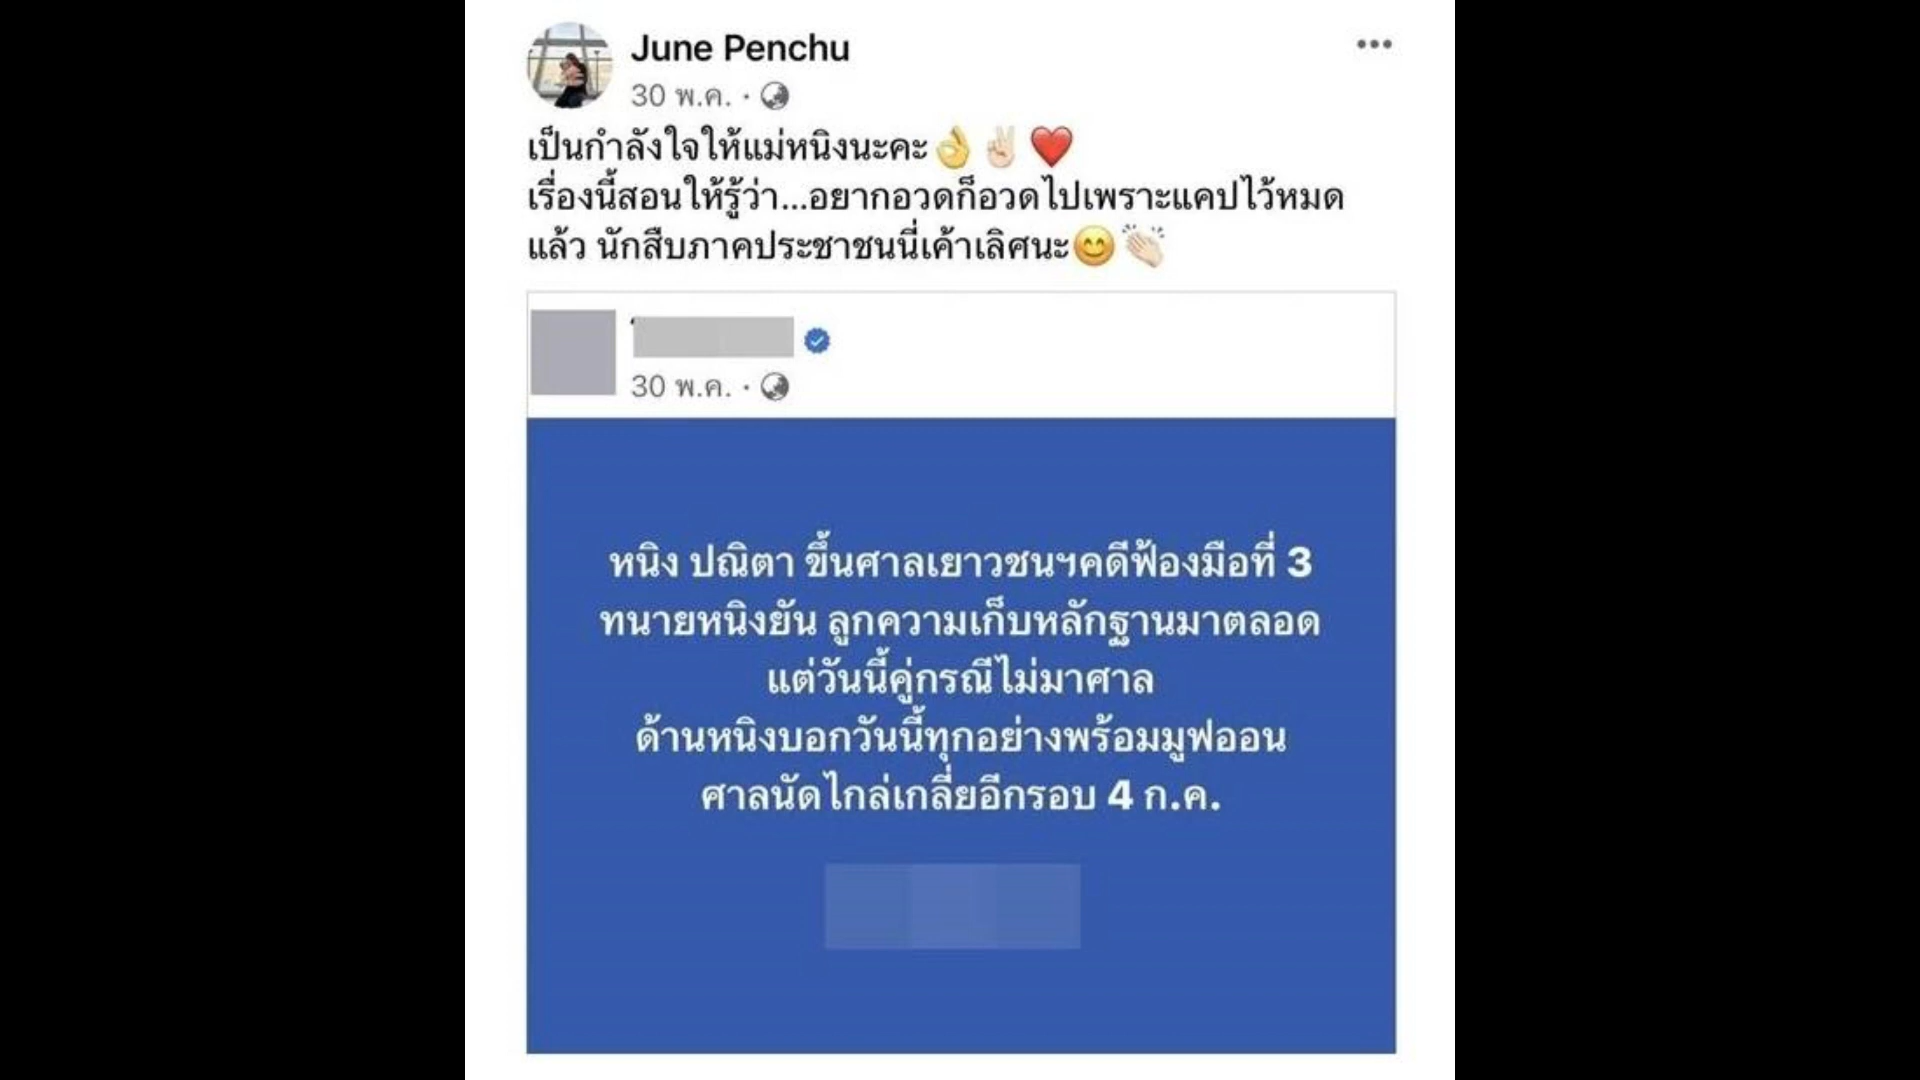 June Penchu
30 พ.ค. ·
เป็นกำลังใจให้แม่หนิงนะคะ👌✌🏻❤️
เรื่องนี้สอนให้รู้ว่า...อยากอวดก็อวดไปเพราะแคปไว้หมด
แล้ว นักสืบภาคประชาชนนี่เค้าเลิศนะ😊👏🏻
30 พ.ค. ·
หนิง ปณิตา ขึ้นศาลเยาวชนฯคดีฟ้องมือที่ 3
ทนายหนิงยัน ลูกความเก็บหลักฐานมาตลอด
แต่วันนี้คู่กรณีไม่มาศาล
ด้านหนิงบอกวันนี้ทุกอย่างพร้อมมูฟออน
ศาลนัดไกล่เกลี่ยอีกรอบ 4 ก.ค.